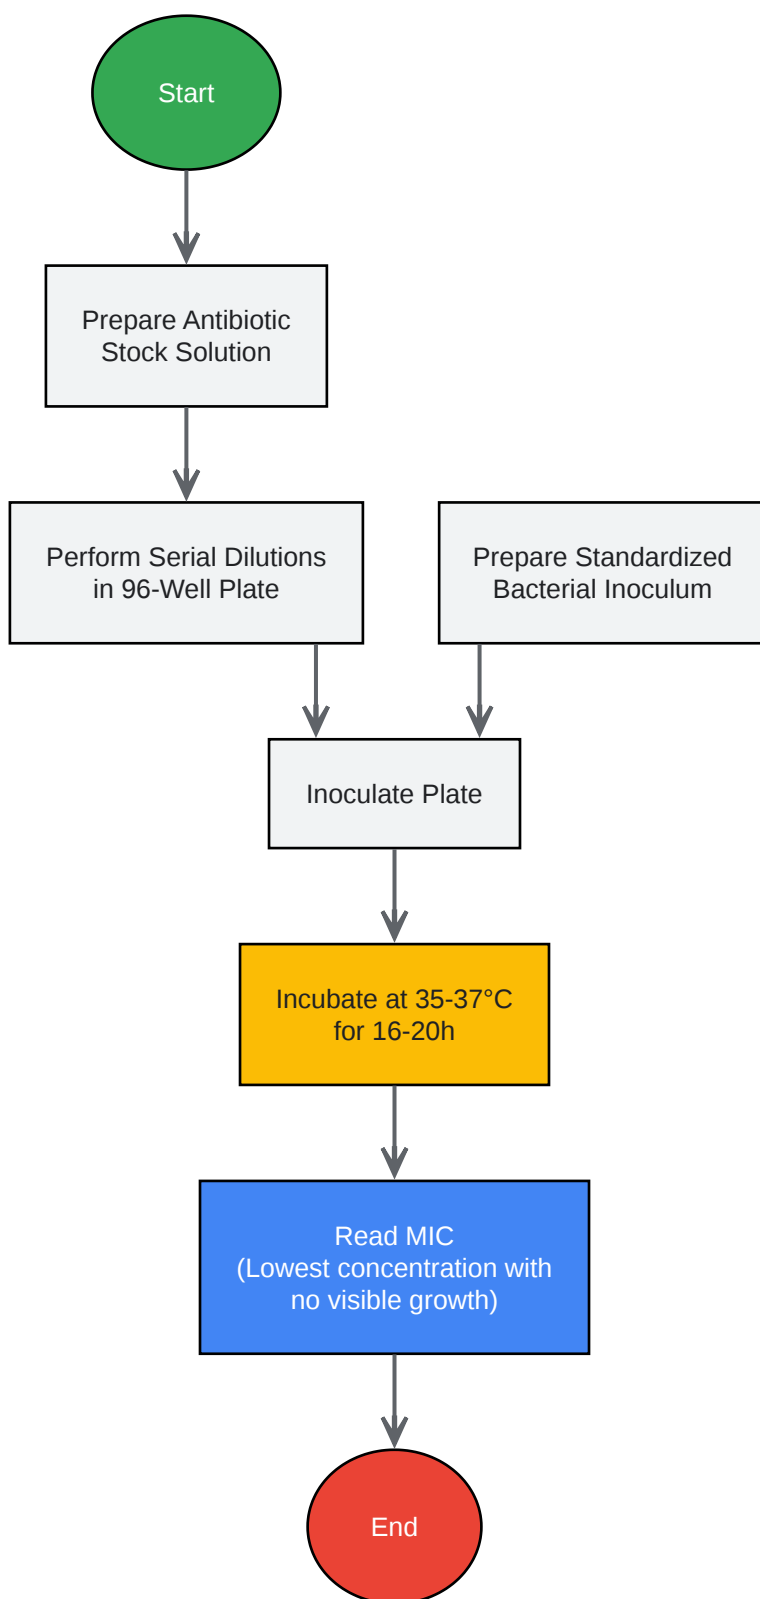 Start
Prepare Antibiotic
Stock Solution
Perform Serial Dilutions
in 96-Well Plate
Prepare Standardized
Bacterial Inoculum
Inoculate Plate
Incubate at 35-37°C
for 16-20h
Read MIC
(Lowest concentration with
no visible growth)
End